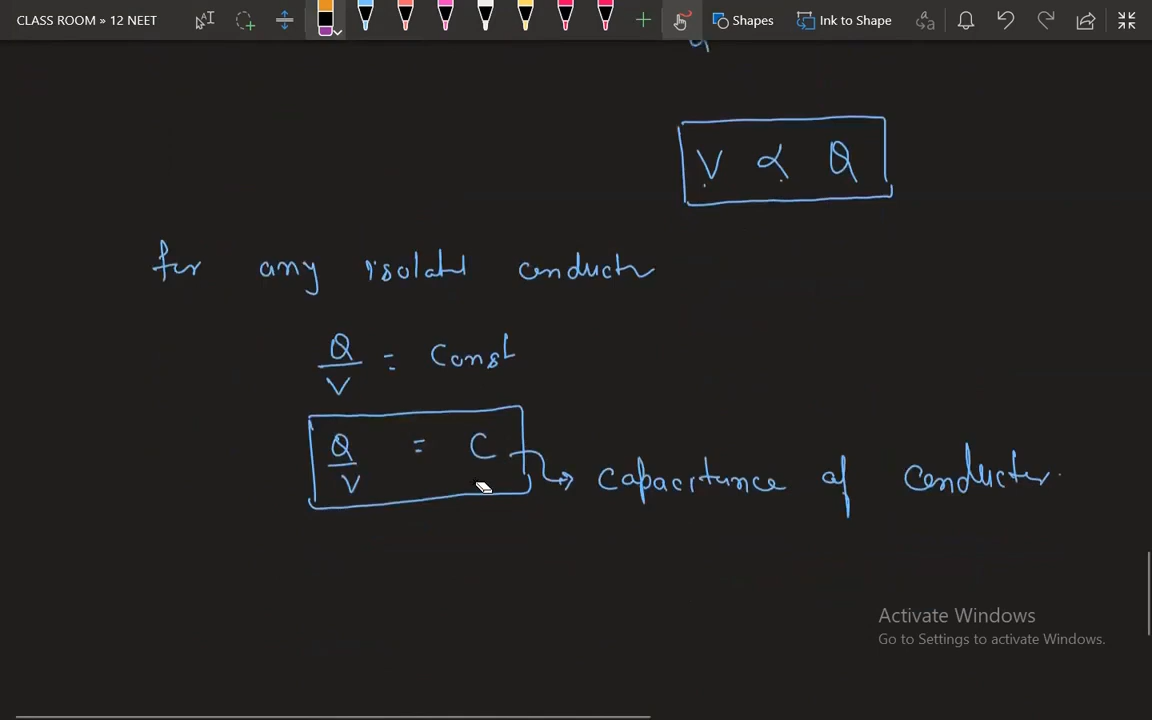 CLASS ROOM » 12 NEET
Shapes
Ink to Shape
V ∝ Q
for any isolated conductor
Q/V = Const
Q/V = C → Capacitance of Conductor
Activate Windows
Go to Settings to activate Windows.